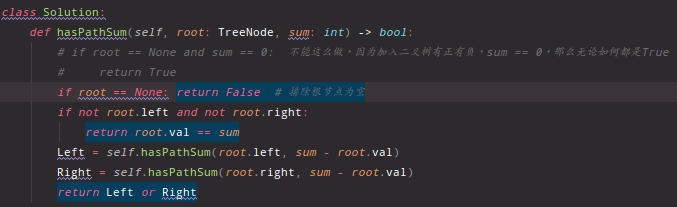 class Solution:
def hasPathSum(self, root: TreeNode, sum: int) -> bool:
# if root == None and sum == 0: 不能这么做，因为加入二叉树有正有负，sum == 0，那么无论如何都是True
# return True
if root == None: return False # 排除根节点为空
if not root.left and not root.right:
return root.val == sum
Left = self.hasPathSum(root.left, sum - root.val)
Right = self.hasPathSum(root.right, sum - root.val)
return Left or Right